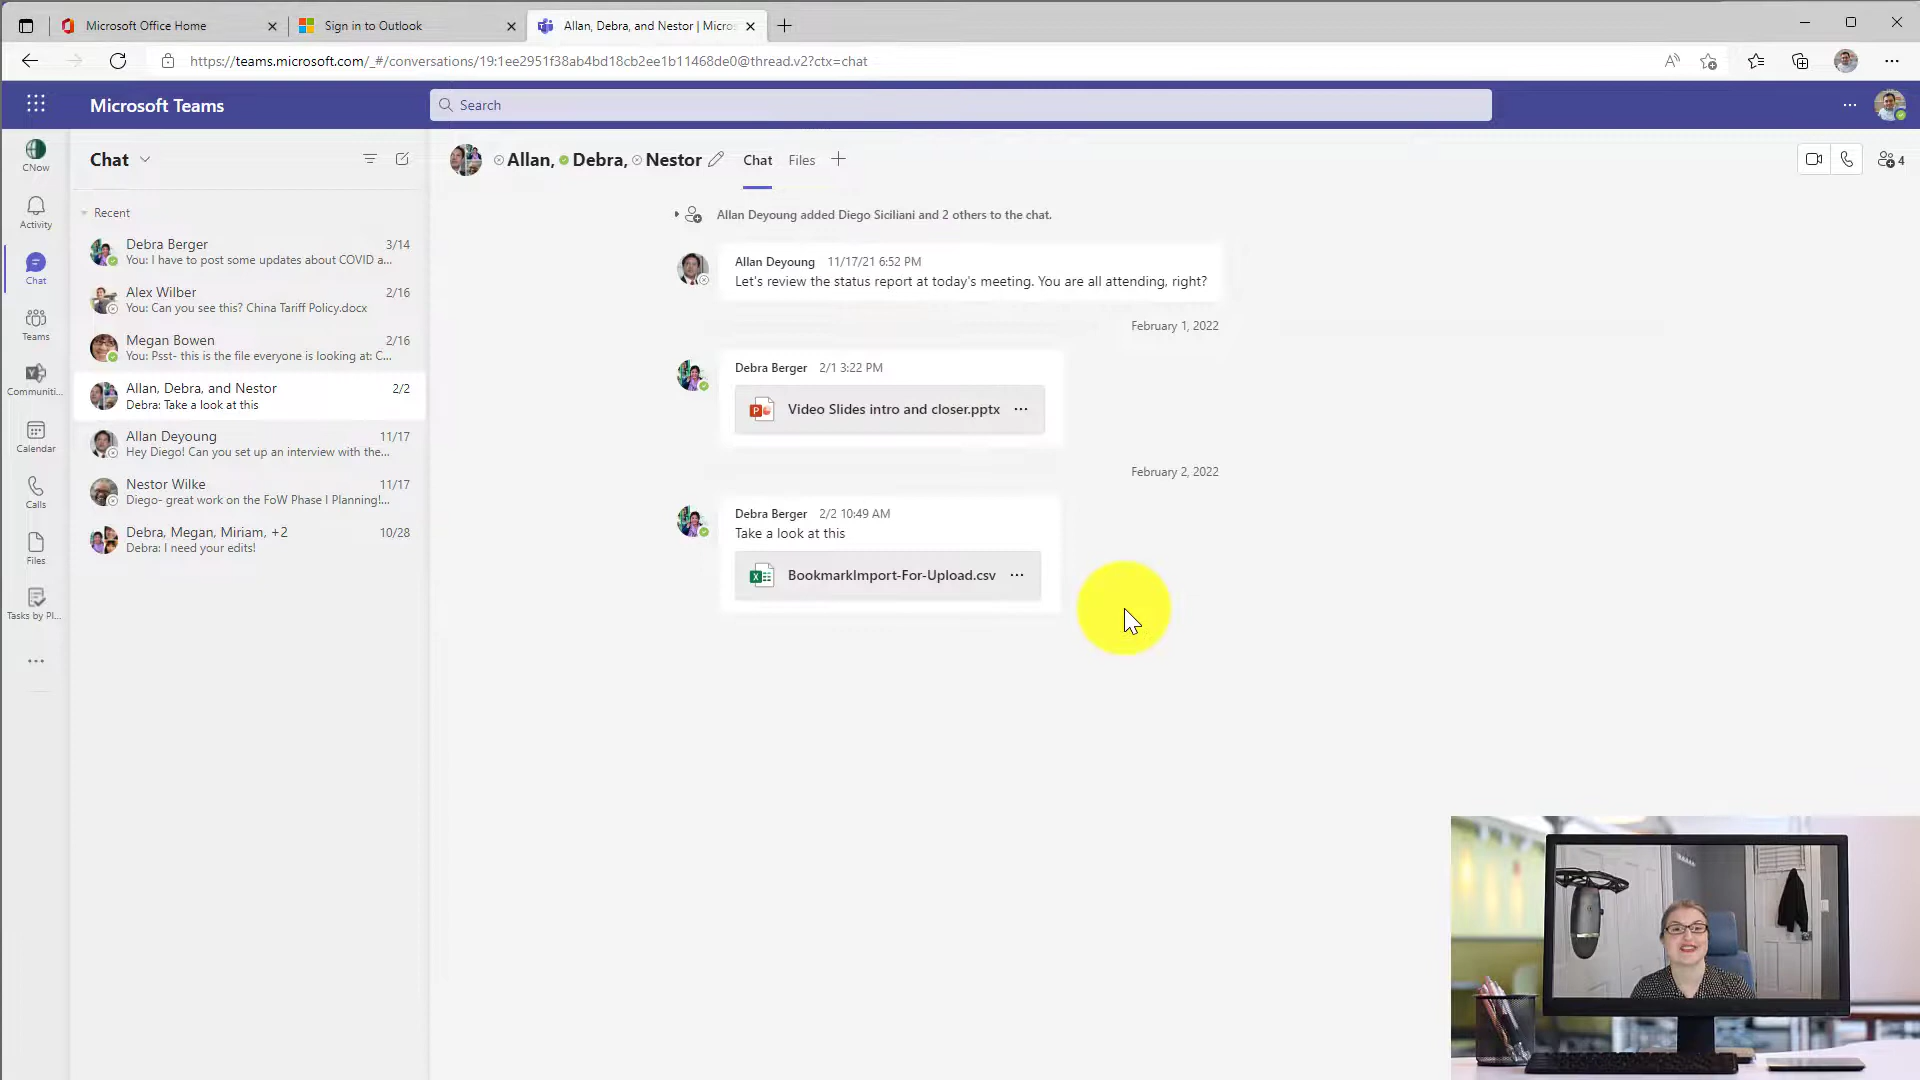 Microsoft Office Home
Sign in to Outlook
Allan, Debra, and Nestor | Micros
https://teams.microsoft.com/_#/conversations/19:1ee2951f38ab4bd18cb2ee1b11468de0@thread.v2?ctx=chat
Microsoft Teams
Search
CNow
Activity
Chat
Teams
Communiti...
Calendar
Calls
Files
Tasks by Pl...
Chat
Recent
Debra Berger 3/14
You: I have to post some updates about COVID a...
Alex Wilber 2/16
You: Can you see this? China Tariff Policy.docx
Megan Bowen 2/16
You: Psst- this is the file everyone is looking at: C...
Allan, Debra, and Nestor 2/2
Debra: Take a look at this
Allan Deyoung 11/17
Hey Diego! Can you set up an interview with the...
Nestor Wilke 11/17
Diego- great work on the FoW Phase I Planning!...
Debra, Megan, Miriam, +2 10/28
Debra: I need your edits!
Allan, Debra, Nestor Chat Files 4
Allan Deyoung added Diego Siciliani and 2 others to the chat.
Allan Deyoung 11/17/21 6:52 PM
Let's review the status report at today's meeting. You are all attending, right?
February 1, 2022
Debra Berger 2/1 3:22 PM
Video Slides intro and closer.pptx
February 2, 2022
Debra Berger 2/2 10:49 AM
Take a look at this
BookmarkImport-For-Upload.csv